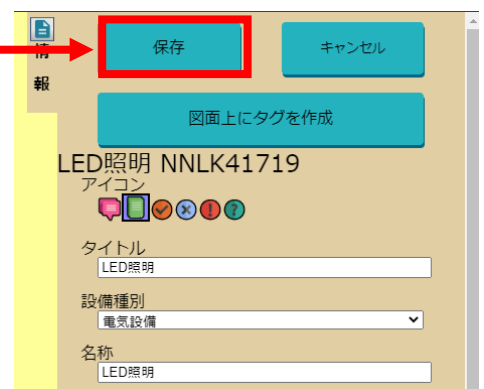 情
報
保存
キャンセル
図面上にタグを作成
LED照明 NNLK41719
アイコン
タイトル
LED照明
設備種別
電気設備
名称
LED照明